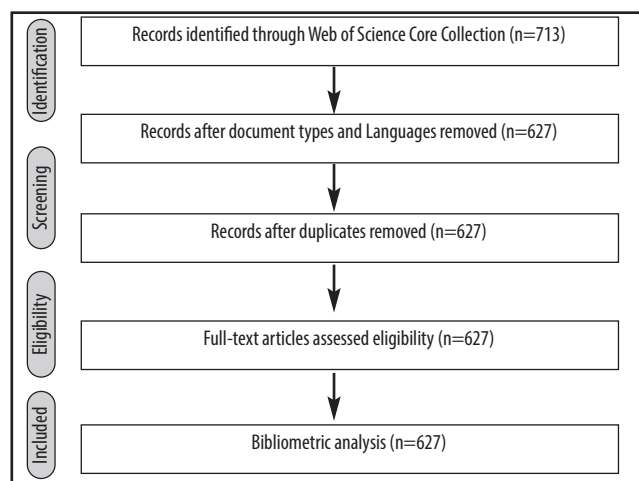 Identification
Records identified through Web of Science Core Collection (n=713)
Records after document types and Languages removed (n=627)
Screening
Records after duplicates removed (n=627)
Eligibility
Full-text articles assessed eligibility (n=627)
Included
Bibliometric analysis (n=627)